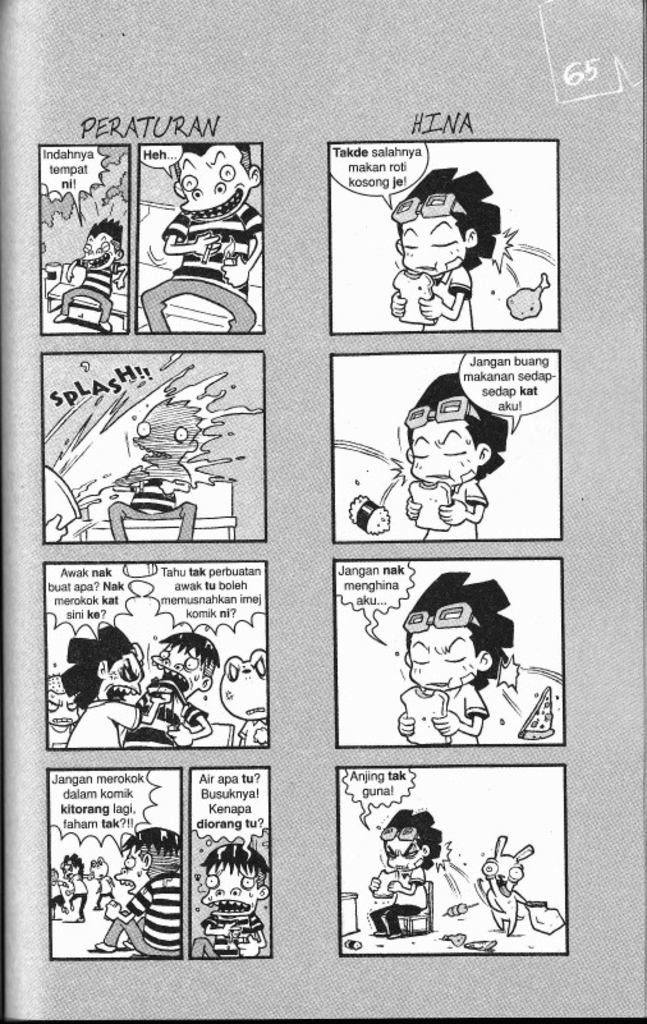 65
PERATURAN
Indahnya
tempat
ni!
Heh...
SPLASH!!
Awak nak
buat apa? Nak
merokok kat
sini ke?
Tahu tak perbuatan
awak tu boleh
memusnahkan imej
komik ni?
Jangan merokok
dalam komik
kitorang lagi,
faham tak?!!
Air apa tu?
Busuknya!
Kenapa
diorang tu?
HINA
Takde salahnya
makan roti
kosong je!
Jangan buang
makanan sedap-
sedap kat
aku!
Jangan nak
menghina
aku...
Anjing tak
guna!